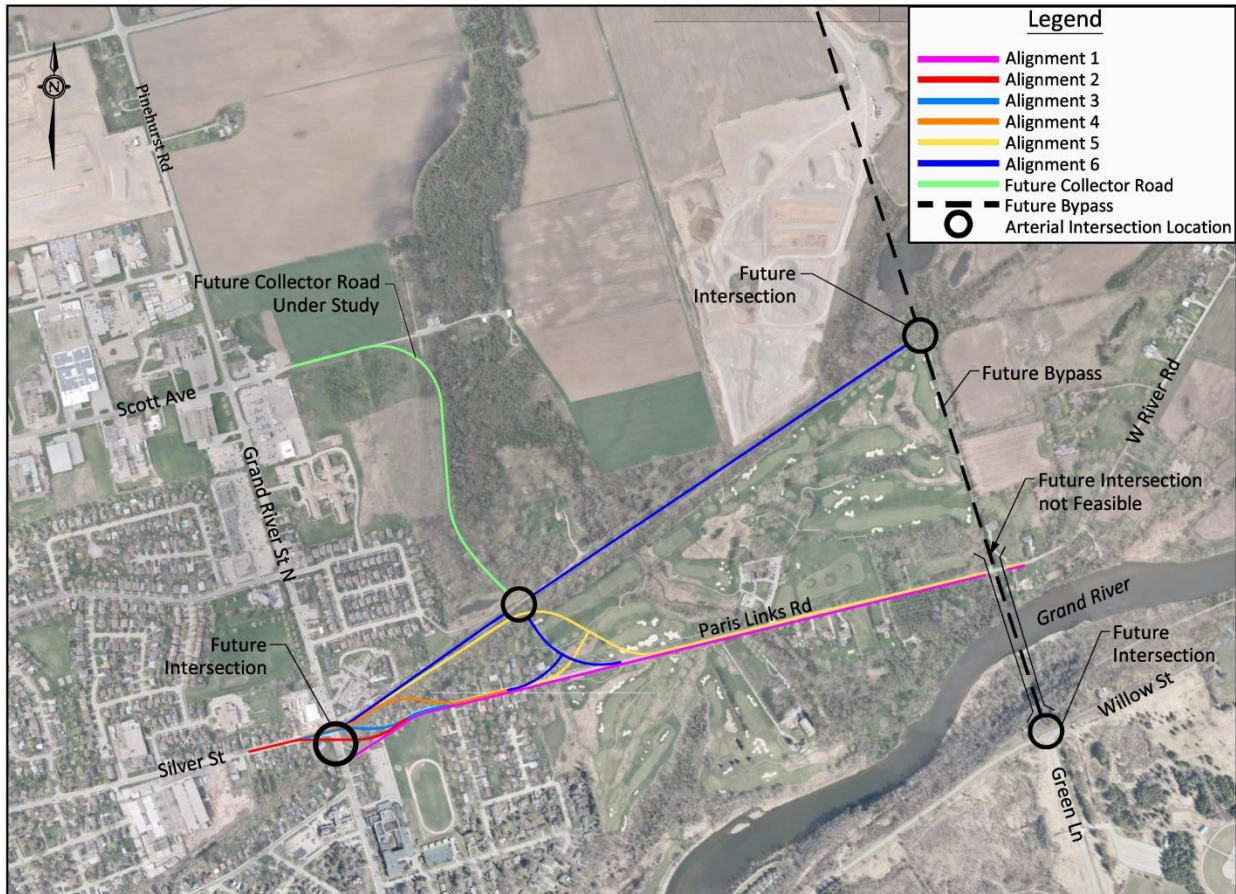 Legend
Alignment 1
Alignment 2
Alignment 3
Alignment 4
Alignment 5
Alignment 6
Future Collector Road
Future Bypass
Arterial Intersection Location
N
Pinehurst Rd
Future Collector Road
Under Study
Future
Intersection
Future Bypass
W River Rd
Scott Ave
Grand River St N
Future Intersection
not Feasible
Paris Links Rd
Grand River
Future
Intersection
Future
Intersection
Willow St
Silver St
Green Ln